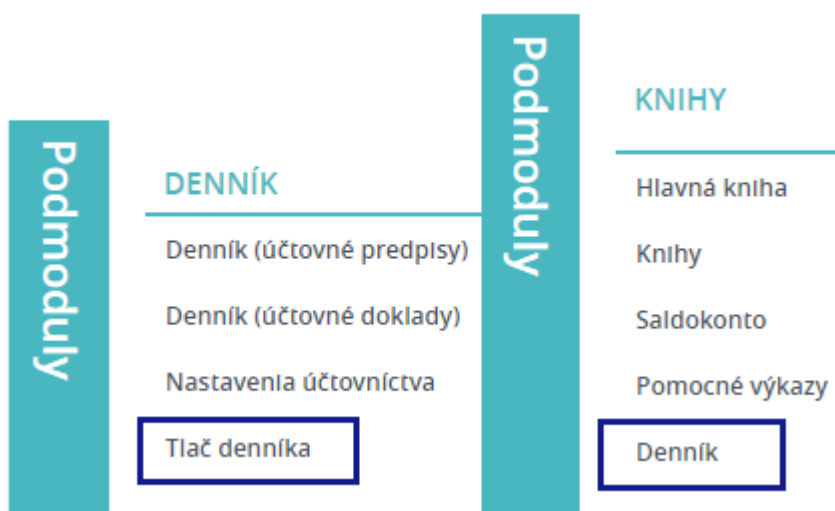 Podmoduly
DENNÍK
Denník (účtovné predpisy)
Denník (účtovné doklady)
Nastavenia účtovníctva
Tlač denníka
Podmoduly
KNIHY
Hlavná kniha
Knihy
Saldokonto
Pomocné výkazy
Denník